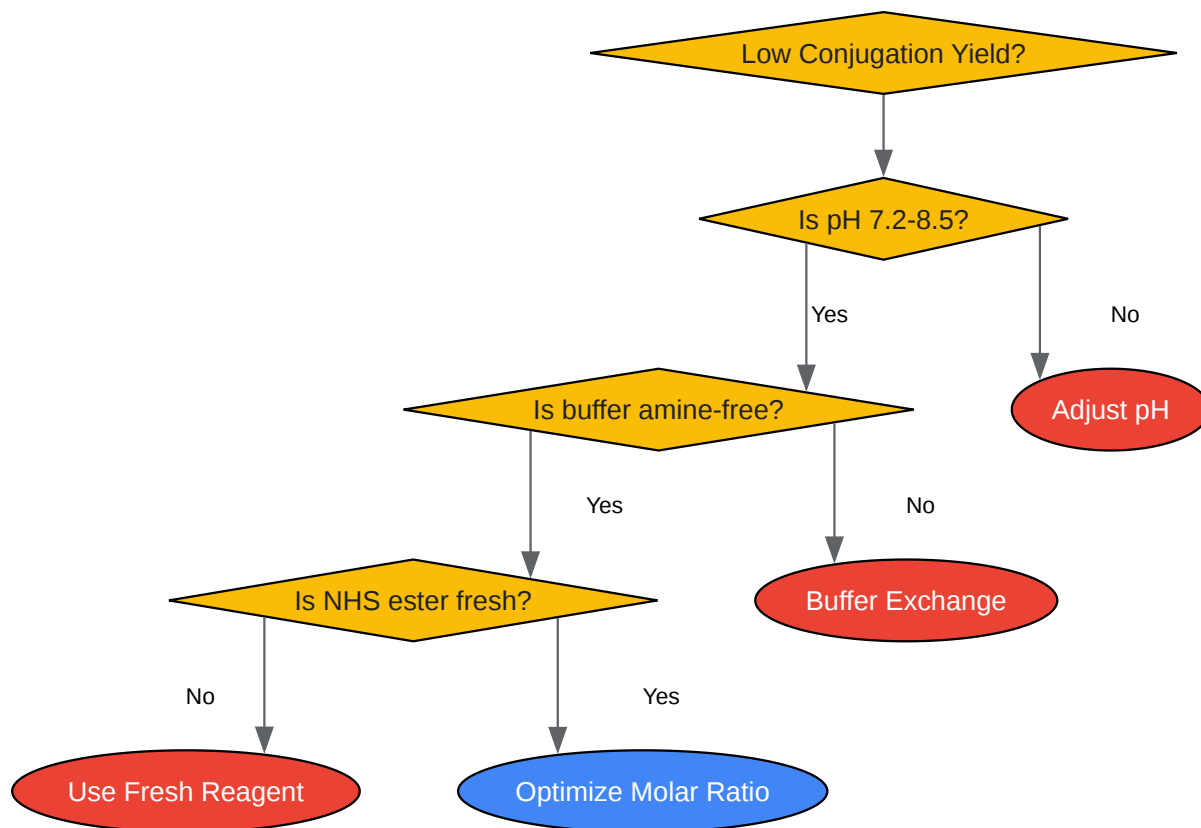 Low Conjugation Yield?
Is pH 7.2-8.5?
Yes
No
Is buffer amine-free?
Adjust pH
Yes
No
Is NHS ester fresh?
Buffer Exchange
No
Yes
Use Fresh Reagent
Optimize Molar Ratio